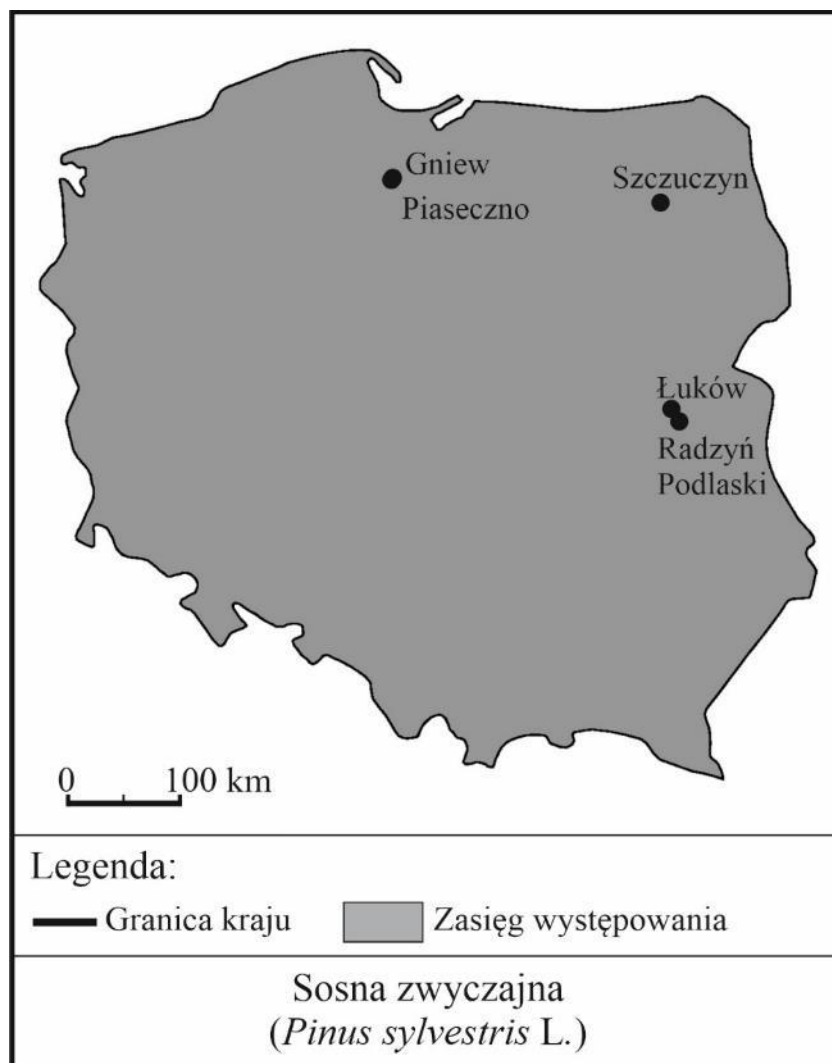 Gniew
Piaseczno
Szczuczyn
Łuków
Radzyń
Podlaski
0 100 km
Legenda:
Granica kraju
Zasięg występowania
Sosna zwyczajna
(Pinus sylvestris L.)